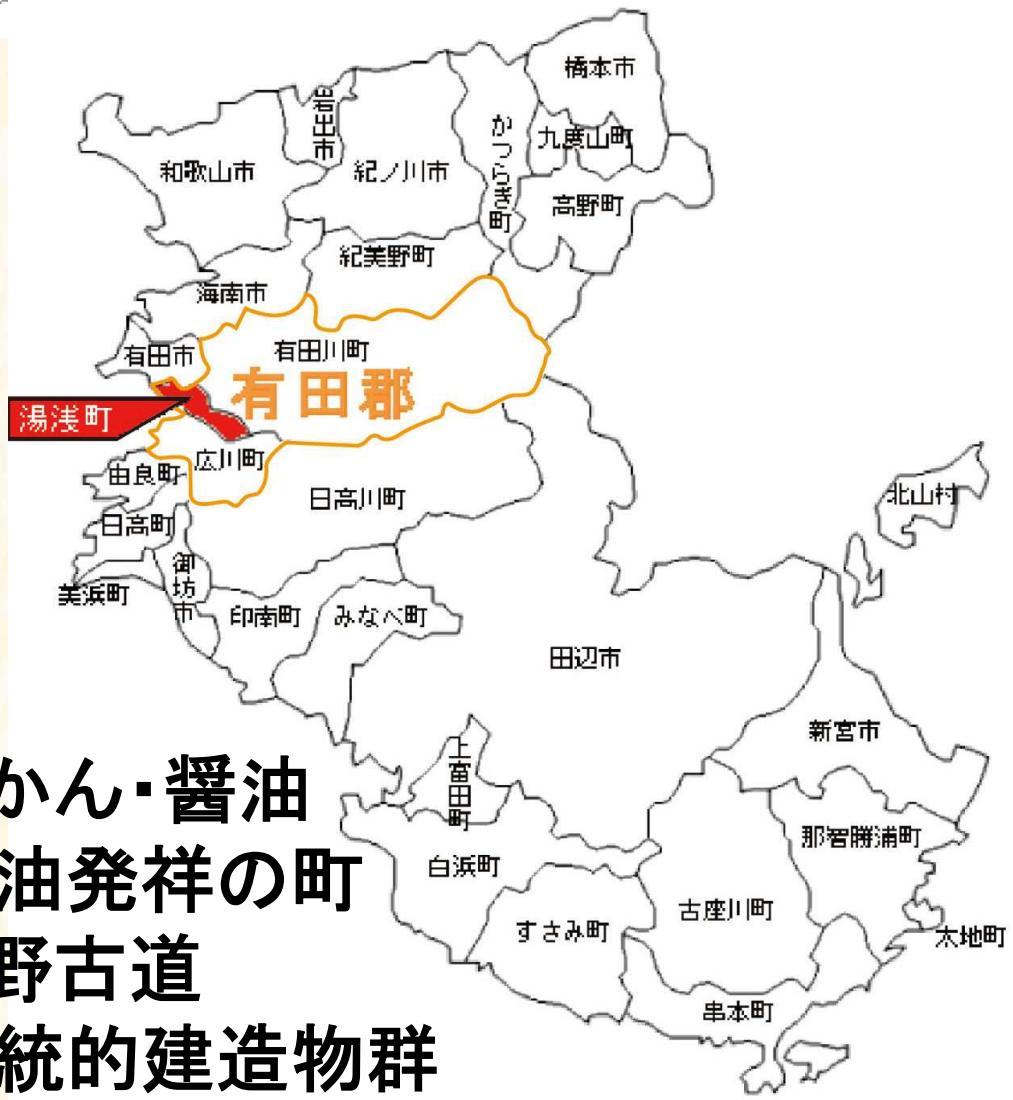 橋本市
岩出市
かつらぎ町
九度山町
和歌山市
紀ノ川市
高野町
紀美野町
海南市
有田市
有田川町
有田郡
湯浅町
広川町
由良町
日高川町
北山村
日高町
御坊市
美浜町
印南町
みなべ町
田辺市
新宮市
上富田町
かん・醤油
那智勝浦町
油発祥の町
白浜町
古座川町
すさみ町
太地町
野古道
串本町
統的建造物群